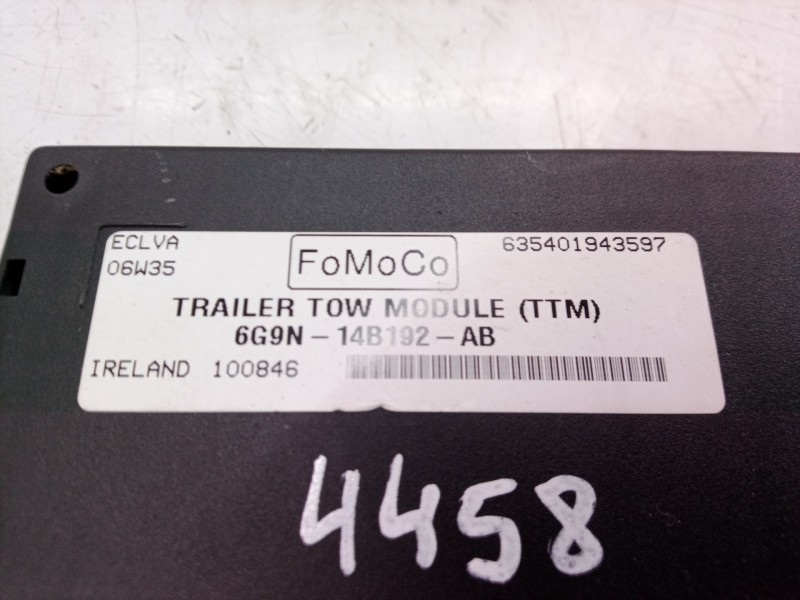 ECLVA
06W35
FoMoCo
635401943597
TRAILER TOW MODULE (TTM)
6G9N-14B192-AB
IRELAND 100846
4458